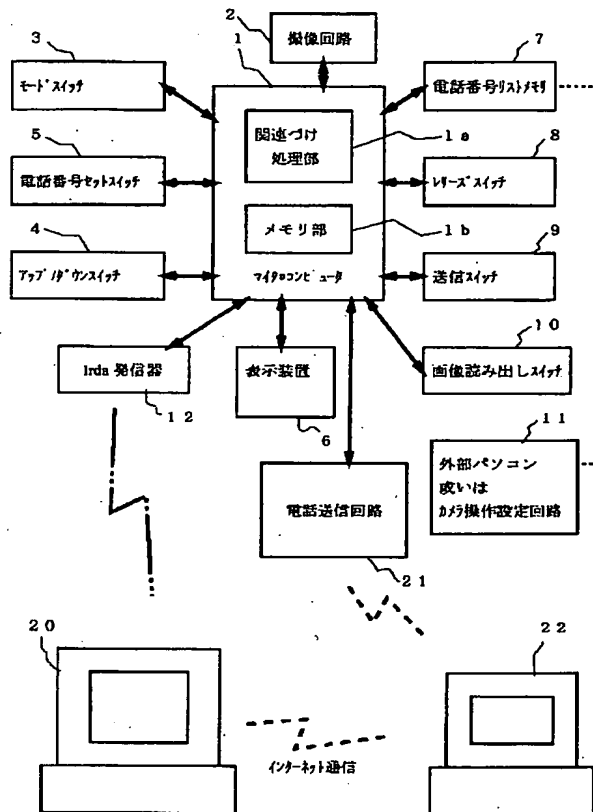 2
撮像回路
3
1
7
モードスイッチ
電話番号リストメモリ
関連づけ
処理部
1a
5
8
電話番号セットスイッチ
レリーズスイッチ
メモリ部
1b
4
9
アップ/ダウンスイッチ
マイクロコンピュータ
送信スイッチ
10
Irda 発信器
表示装置
画像読み出しスイッチ
12
6
11
外部パソコン
或いは
カメラ操作設定回路
電話送信回路
21
20
22
インターネット通信